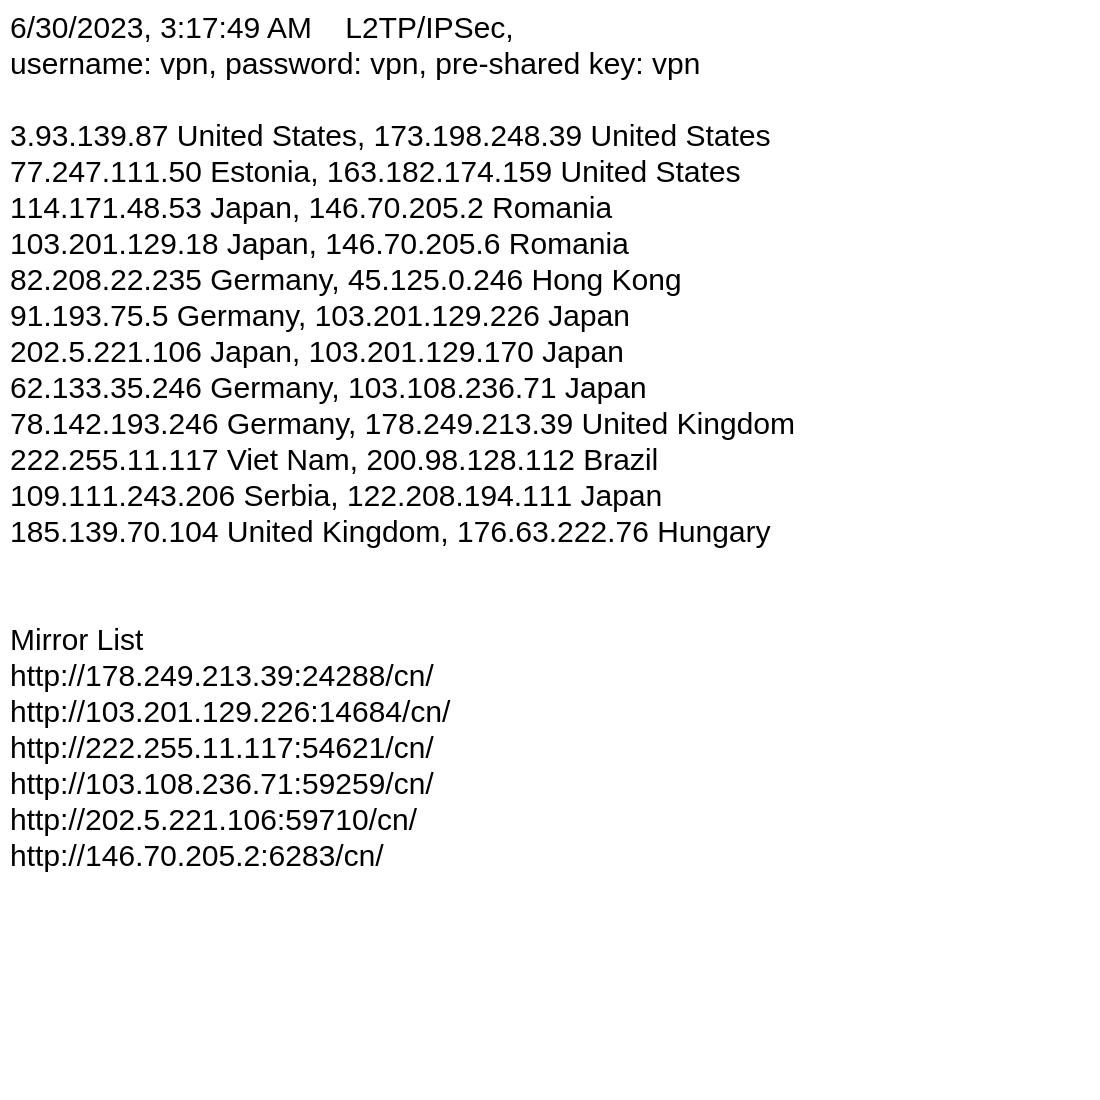 6/30/2023, 3:17:49 AM    L2TP/IPSec,
username: vpn, password: vpn, pre-shared key: vpn
3.93.139.87 United States, 173.198.248.39 United States
77.247.111.50 Estonia, 163.182.174.159 United States
114.171.48.53 Japan, 146.70.205.2 Romania
103.201.129.18 Japan, 146.70.205.6 Romania
82.208.22.235 Germany, 45.125.0.246 Hong Kong
91.193.75.5 Germany, 103.201.129.226 Japan
202.5.221.106 Japan, 103.201.129.170 Japan
62.133.35.246 Germany, 103.108.236.71 Japan
78.142.193.246 Germany, 178.249.213.39 United Kingdom
222.255.11.117 Viet Nam, 200.98.128.112 Brazil
109.111.243.206 Serbia, 122.208.194.111 Japan
185.139.70.104 United Kingdom, 176.63.222.76 Hungary
Mirror List
http://178.249.213.39:24288/cn/
http://103.201.129.226:14684/cn/
http://222.255.11.117:54621/cn/
http://103.108.236.71:59259/cn/
http://202.5.221.106:59710/cn/
http://146.70.205.2:6283/cn/